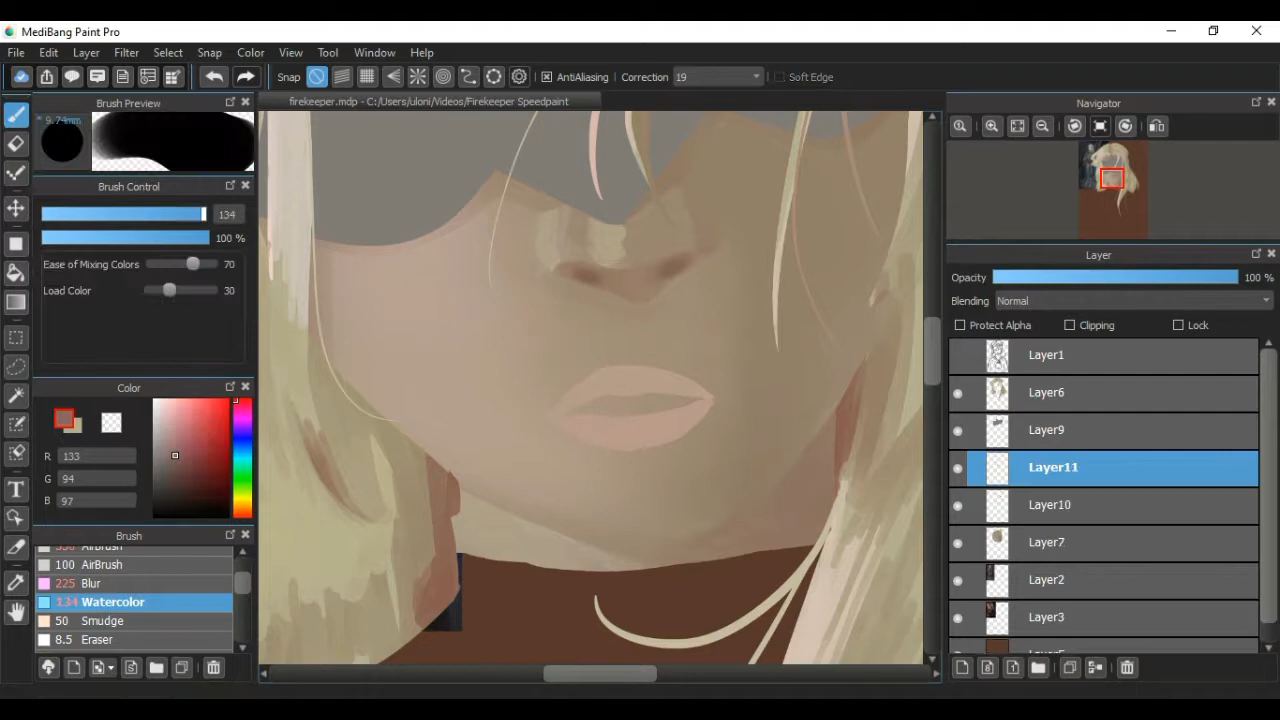 MediBang Paint Pro
File Edit Layer Filter Select Snap Color View Tool Window Help
Snap AntiAliasing Correction 19 Soft Edge
Brush Preview
firekeeper.mdp - C:/Users/uloni/Videos/Firekeeper Speedpaint
Navigator
* 9.74mm
Brush Control
134
100 %
Ease of Mixing Colors 70
Load Color 30
Layer
Opacity 100 %
Blending Normal
Protect Alpha Clipping Lock
Layer1
Layer6
Layer9
Layer11
Layer10
Layer7
Layer2
Layer3
Color
R 133
G 94
B 97
Brush
AirBrush
100 AirBrush
225 Blur
134 Watercolor
50 Smudge
8.5 Eraser
T